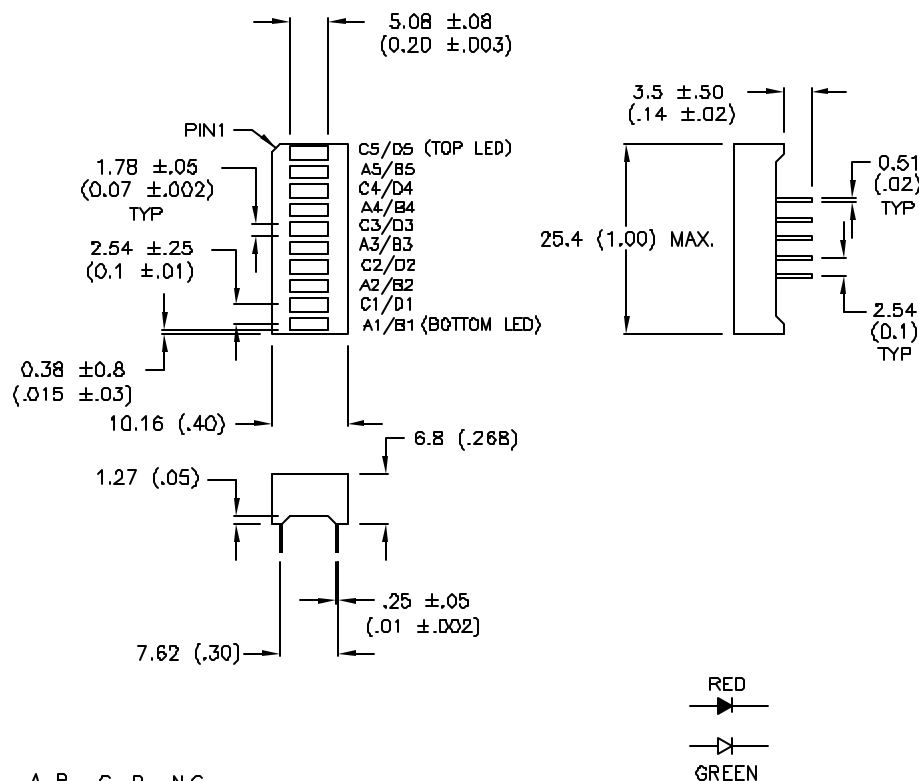 5.08 ±.08
(0.20 ±.003)
3.5 ±.50
(.14 ±.02)
PIN1
C5/D5 (TOP LED)
A5/B5
C4/D4
A4/B4
C3/D3
A3/B3
C2/D2
A2/B2
C1/D1
A1/B1 (BOTTOM LED)
1.78 ±.05
(0.07 ±.002)
TYP
2.54 ±.25
(0.1 ±.01)
0.38 ±0.8
(.015 ±.03)
25.4 (1.00) MAX.
0.51
(.02)
TYP
2.54
(0.1)
TYP
10.16 (.40)
6.8 (.268)
1.27 (.05)
.25 ±.05
(.01 ±.002)
7.62 (.30)
RED
GREEN